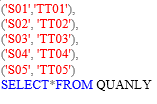 ('S01','TT01'),
('S02', 'TT02'),
('S03', 'TT03'),
('S04', 'TT04'),
('S05', 'TT05')
SELECT*FROM QUANLY